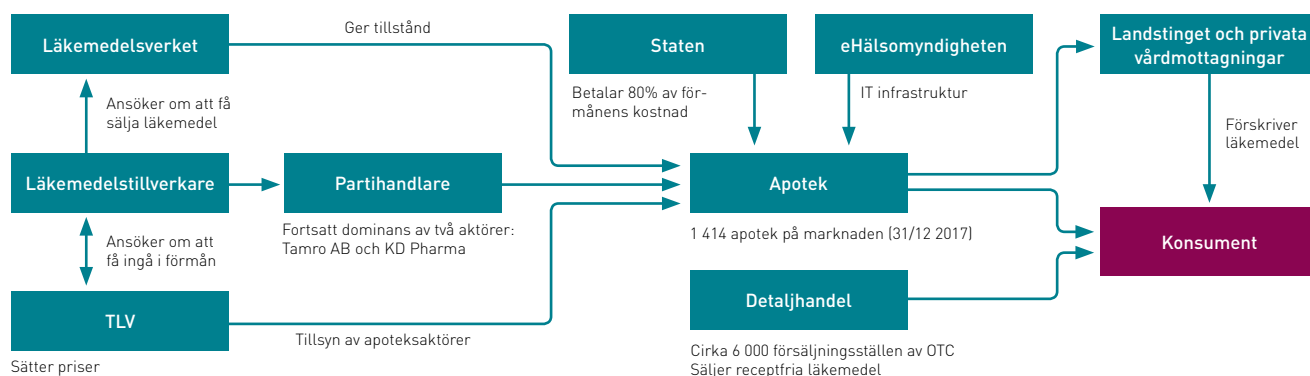 Läkemedelsverket
Ger tillstånd
Staten
eHälsomyndigheten
Landstinget och privata
vårdmottagningar
Ansöker om att få
sälja läkemedel
Betalar 80% av för-
månens kostnad
IT infrastruktur
Förskriver
läkemedel
Läkemedelstillverkare
Partihandlare
Apotek
Fortsatt dominans av två aktörer:
Tamro AB och KD Pharma
1 414 apotek på marknaden (31/12 2017)
Konsument
Ansöker om att
få ingå i förmån
TLV
Sätter priser
Tillsyn av apoteksaktörer
Detaljhandel
Cirka 6 000 försäljningsställen av OTC
Säljer receptfria läkemedel